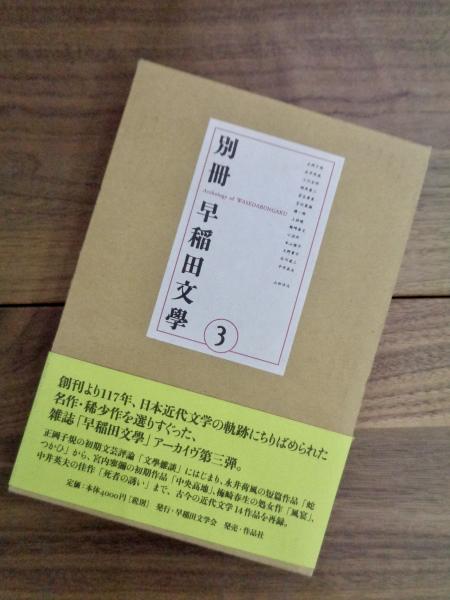 別冊 早稲田文學
Anthology of WASEDABUNGAKU
3
創刊より117年、日本近代文学の軌跡にちりばめられた
名作・稀少作を選りすぐった、
雑誌「早稲田文學」アーカイヴ第三弾。
正岡子規の初期文芸評論「文學雑談」にはじまり、永井荷風の短篇作品「蛇
つかひ」から、宮内寒彌の初期作品「中央高地」、梅崎春生の処女作「風宴」、
中井英夫の佳作「死者の誘い」まで、古今の近代文学14作品を再録。
定価：本体4000円［税別］　発行・早稲田文学会　発売・作品社